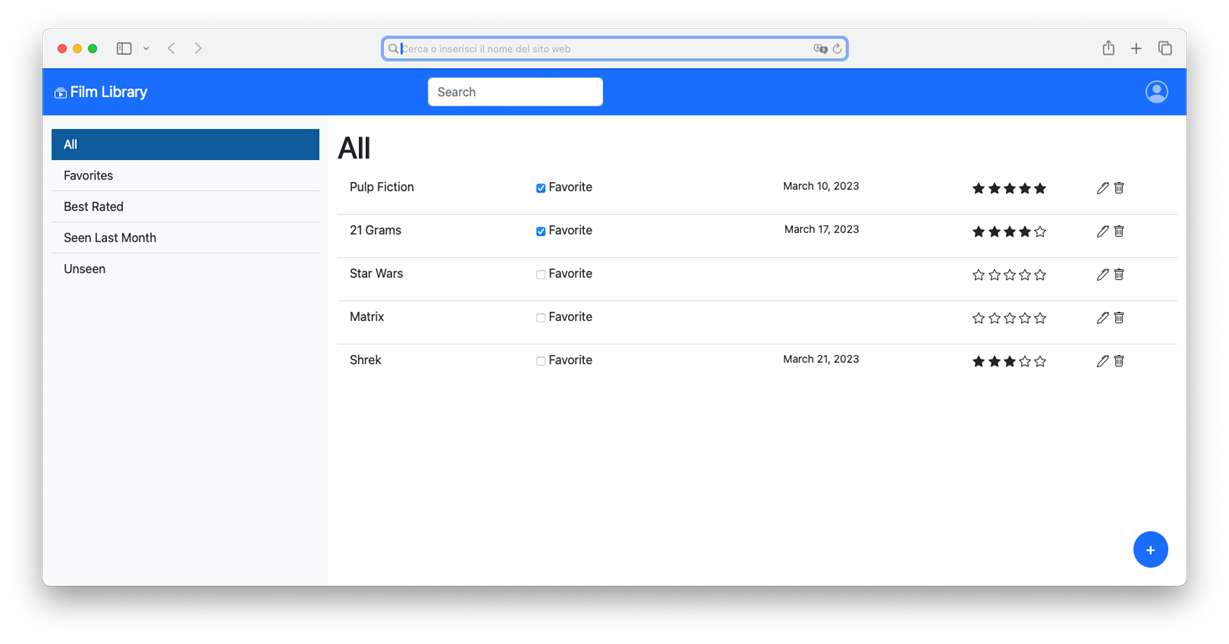 Cerca o inserisci il nome del sito web
Film Library
Search
All
Favorites
Best Rated
Seen Last Month
Unseen
All
Pulp Fiction Favorite March 10, 2023
21 Grams Favorite March 17, 2023
Star Wars Favorite
Matrix Favorite
Shrek Favorite March 21, 2023
+